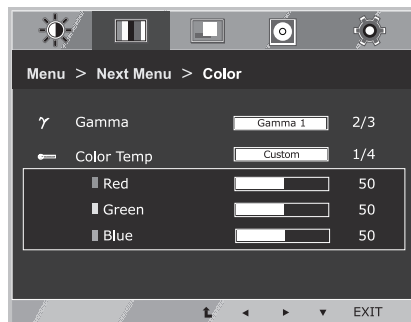 Menu > Next Menu > Color
γ Gamma Gamma 1 2/3
Color Temp Custom 1/4
Red 50
Green 50
Blue 50
EXIT